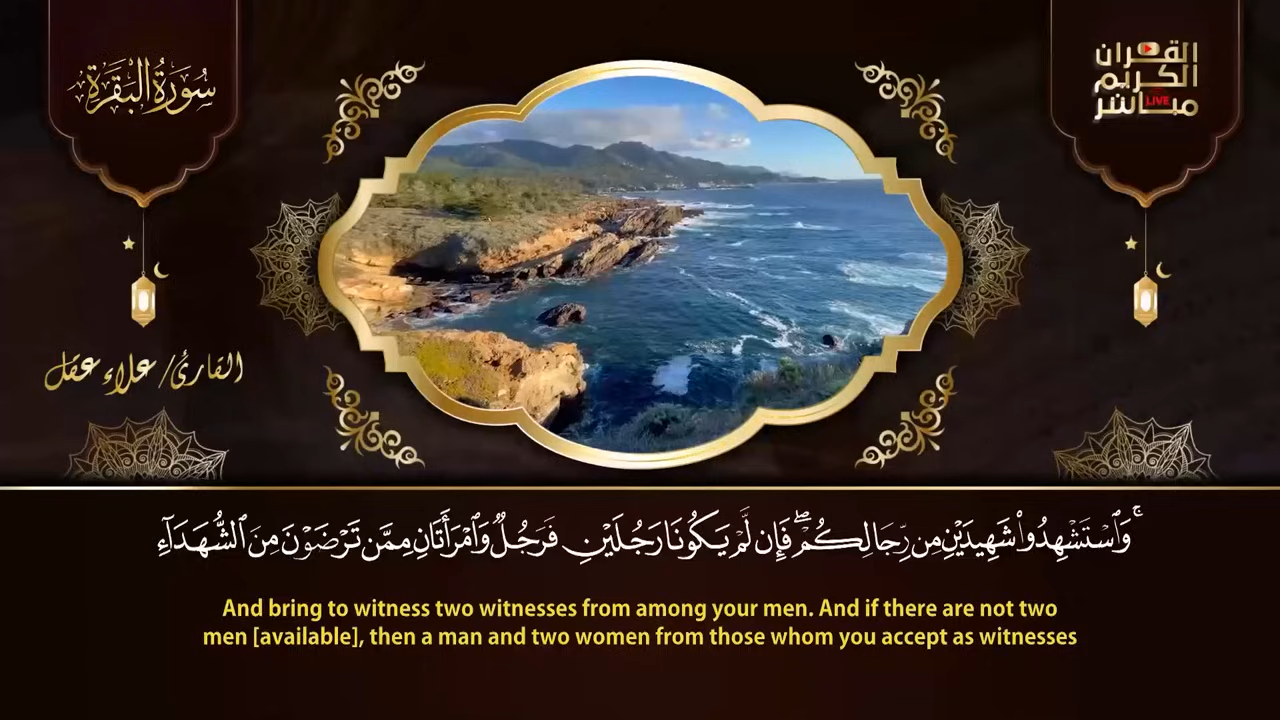 سُورَةُ البَقَرَةِ
القرآن
الكريم
مباشر
LIVE
القارئ/ علاء عقل
وَٱسْتَشْهِدُوا۟ شَهِيدَيْنِ مِن رِّجَالِكُمْ ۖ فَإِن لَّمْ يَكُونَا رَجُلَيْنِ فَرَجُلٌ وَٱمْرَأَتَانِ مِمَّن تَرْضَوْنَ مِنَ ٱلشُّهَدَآءِ
And bring to witness two witnesses from among your men. And if there are not two
men [available], then a man and two women from those whom you accept as witnesses